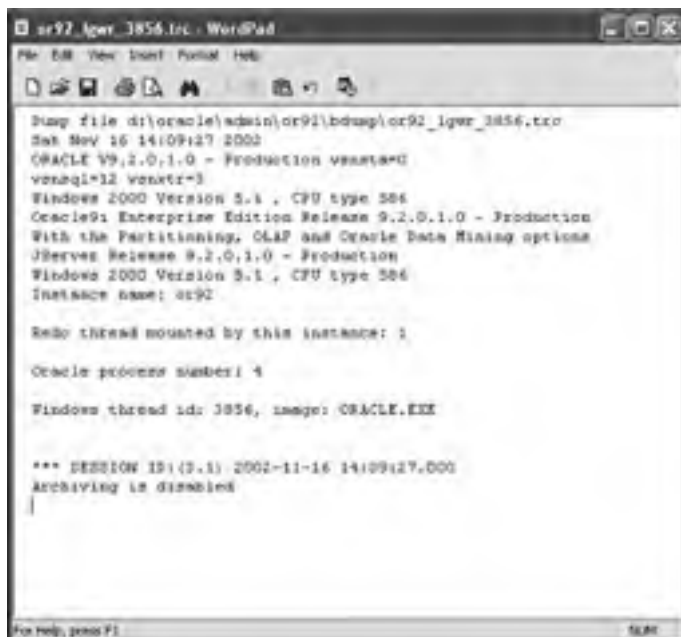 or92_lgwr_3856.trc - WordPad
File Edit View Insert Format Help
Dump file d:\oracle\admin\or92\bdump\or92_lgwr_3856.trc
Sat Nov 16 14:09:27 2002
ORACLE V9.2.0.1.0 - Production vsnsta=0
vsnsql=12 vsnxtr=3
Windows 2000 Version 5.1 , CPU type 586
Oracle9i Enterprise Edition Release 9.2.0.1.0 - Production
With the Partitioning, OLAP and Oracle Data Mining options
JServer Release 9.2.0.1.0 - Production
Windows 2000 Version 5.1 , CPU type 586
Instance name: or92
Redo thread mounted by this instance: 1
Oracle process number: 4
Windows thread id: 3856, image: ORACLE.EXE
*** SESSION ID:(3.1) 2002-11-16 14:09:27.000
Archiving is disabled
For Help, press F1
NUM